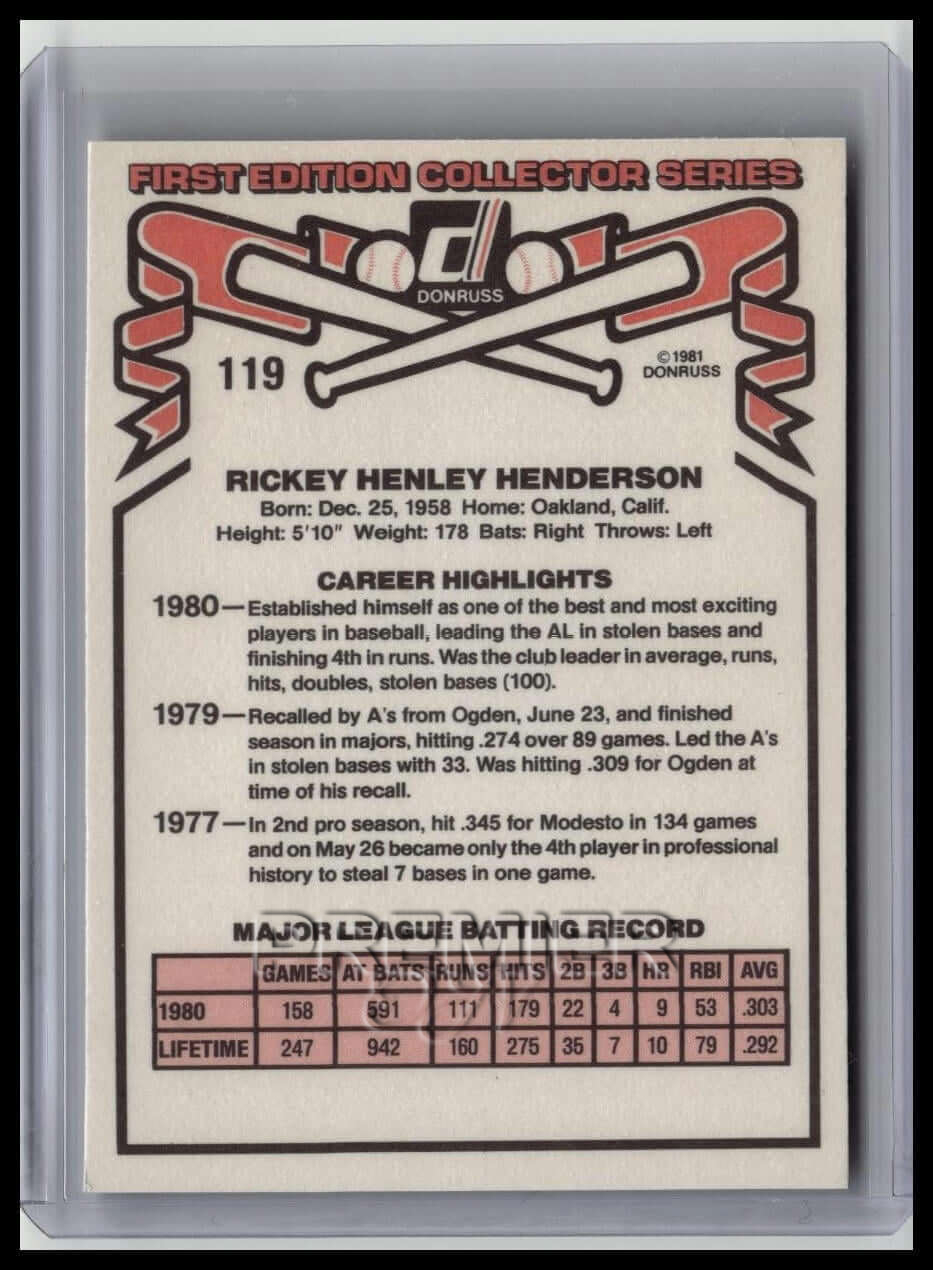 FIRST EDITION COLLECTOR SERIES
d
DONRUSS
119
©1981
DONRUSS
RICKEY HENLEY HENDERSON
Born: Dec. 25, 1958 Home: Oakland, Calif.
Height: 5'10" Weight: 178 Bats: Right Throws: Left
CAREER HIGHLIGHTS
1980—Established himself as one of the best and most exciting
players in baseball, leading the AL in stolen bases and
finishing 4th in runs. Was the club leader in average, runs,
hits, doubles, stolen bases (100).
1979—Recalled by A's from Ogden, June 23, and finished
season in majors, hitting .274 over 89 games. Led the A's
in stolen bases with 33. Was hitting .309 for Ogden at
time of his recall.
1977—In 2nd pro season, hit .345 for Modesto in 134 games
and on May 26 became only the 4th player in professional
history to steal 7 bases in one game.
PREMIER
MAJOR LEAGUE BATTING RECORD
GAMES AT BATS RUNS HITS 2B 3B HR RBI AVG
1980 158 591 111 179 22 4 9 53 .303
LIFETIME 247 942 160 275 35 7 10 79 .292